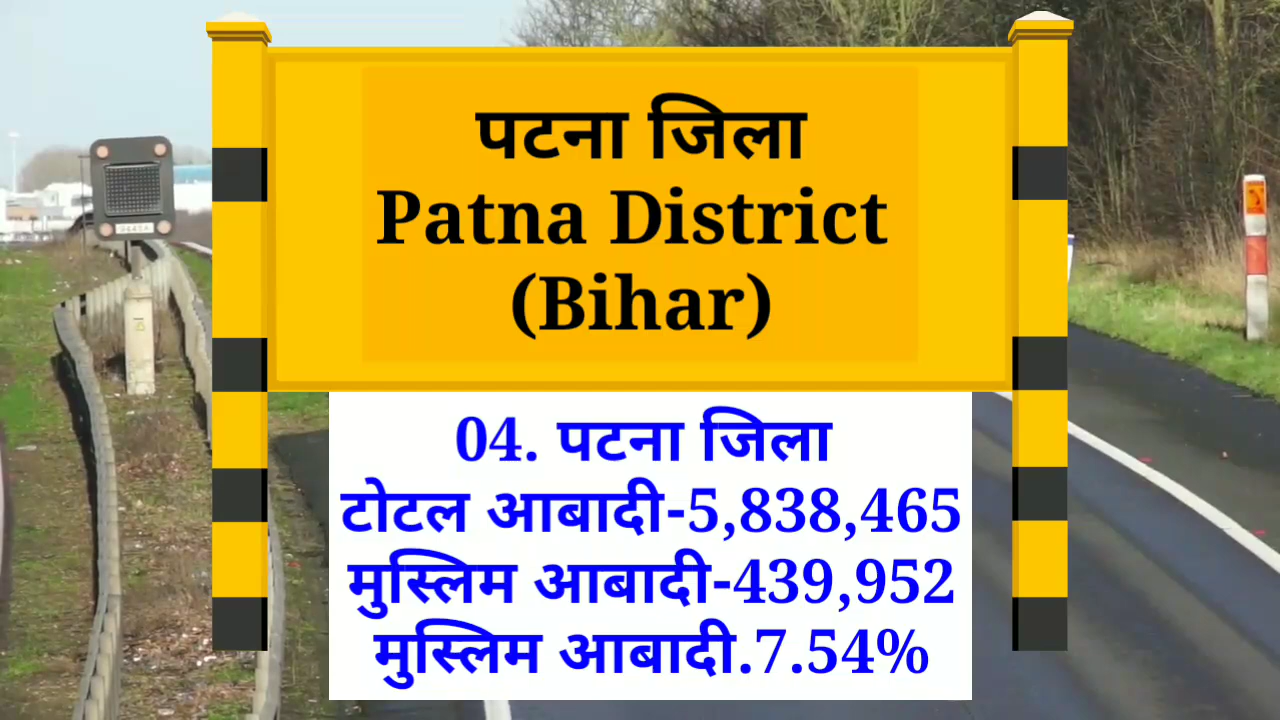 पटना जिला
Patna District
(Bihar)
04. पटना जिला
टोटल आबादी-5,838,465
मुस्लिम आबादी-439,952
मुस्लिम आबादी.7.54%